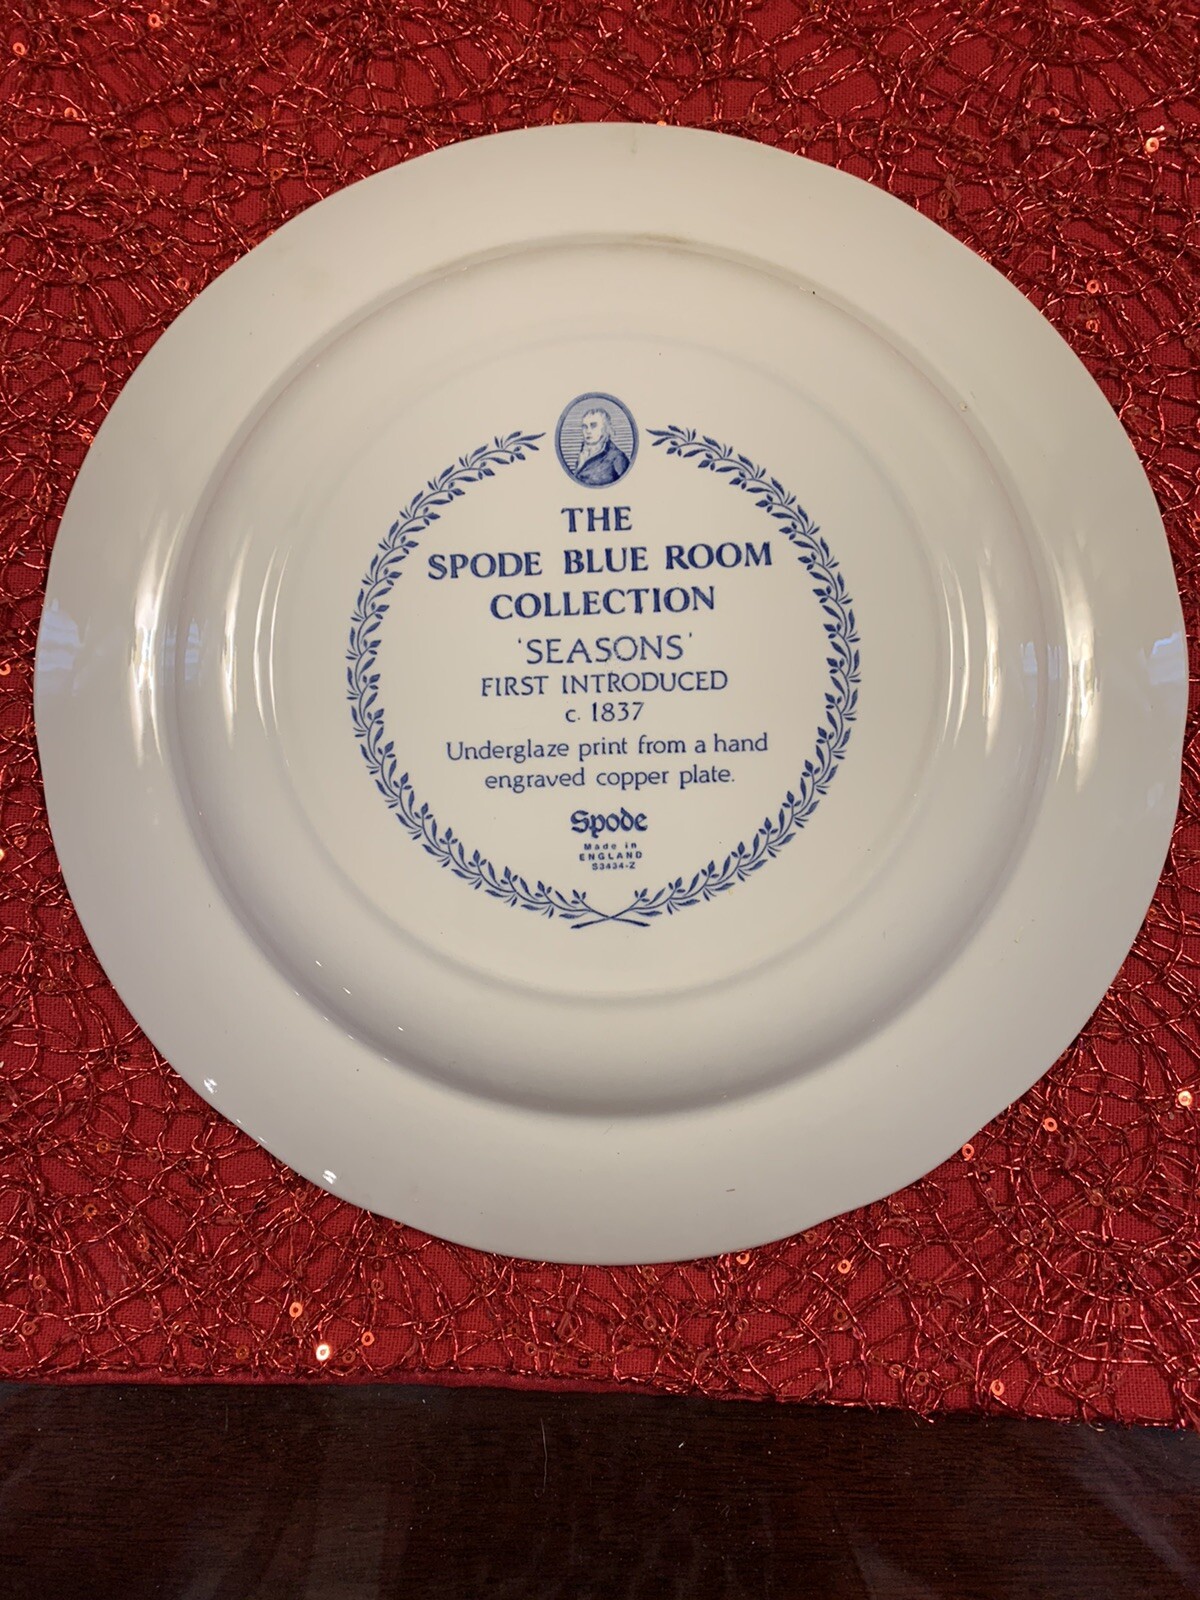 THE
SPODE BLUE ROOM
COLLECTION
'SEASONS'
FIRST INTRODUCED
c. 1837
Underglaze print from a hand
engraved copper plate.
Spode
Made in
ENGLAND
S3434-Z